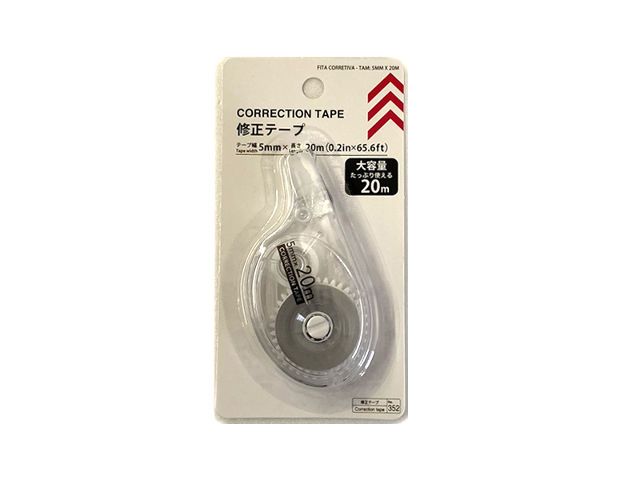 FITA CORRETIVA - TAM: 5MM X 20M
CORRECTION TAPE
修正テープ
テープ幅 Tape width 5mm× 長さ Length 20m (0.2in×65.6ft)
大容量
たっぷり使える
20m
5mm×20m
CORRECTION TAPE
修正テープ No.
Correction tape 352